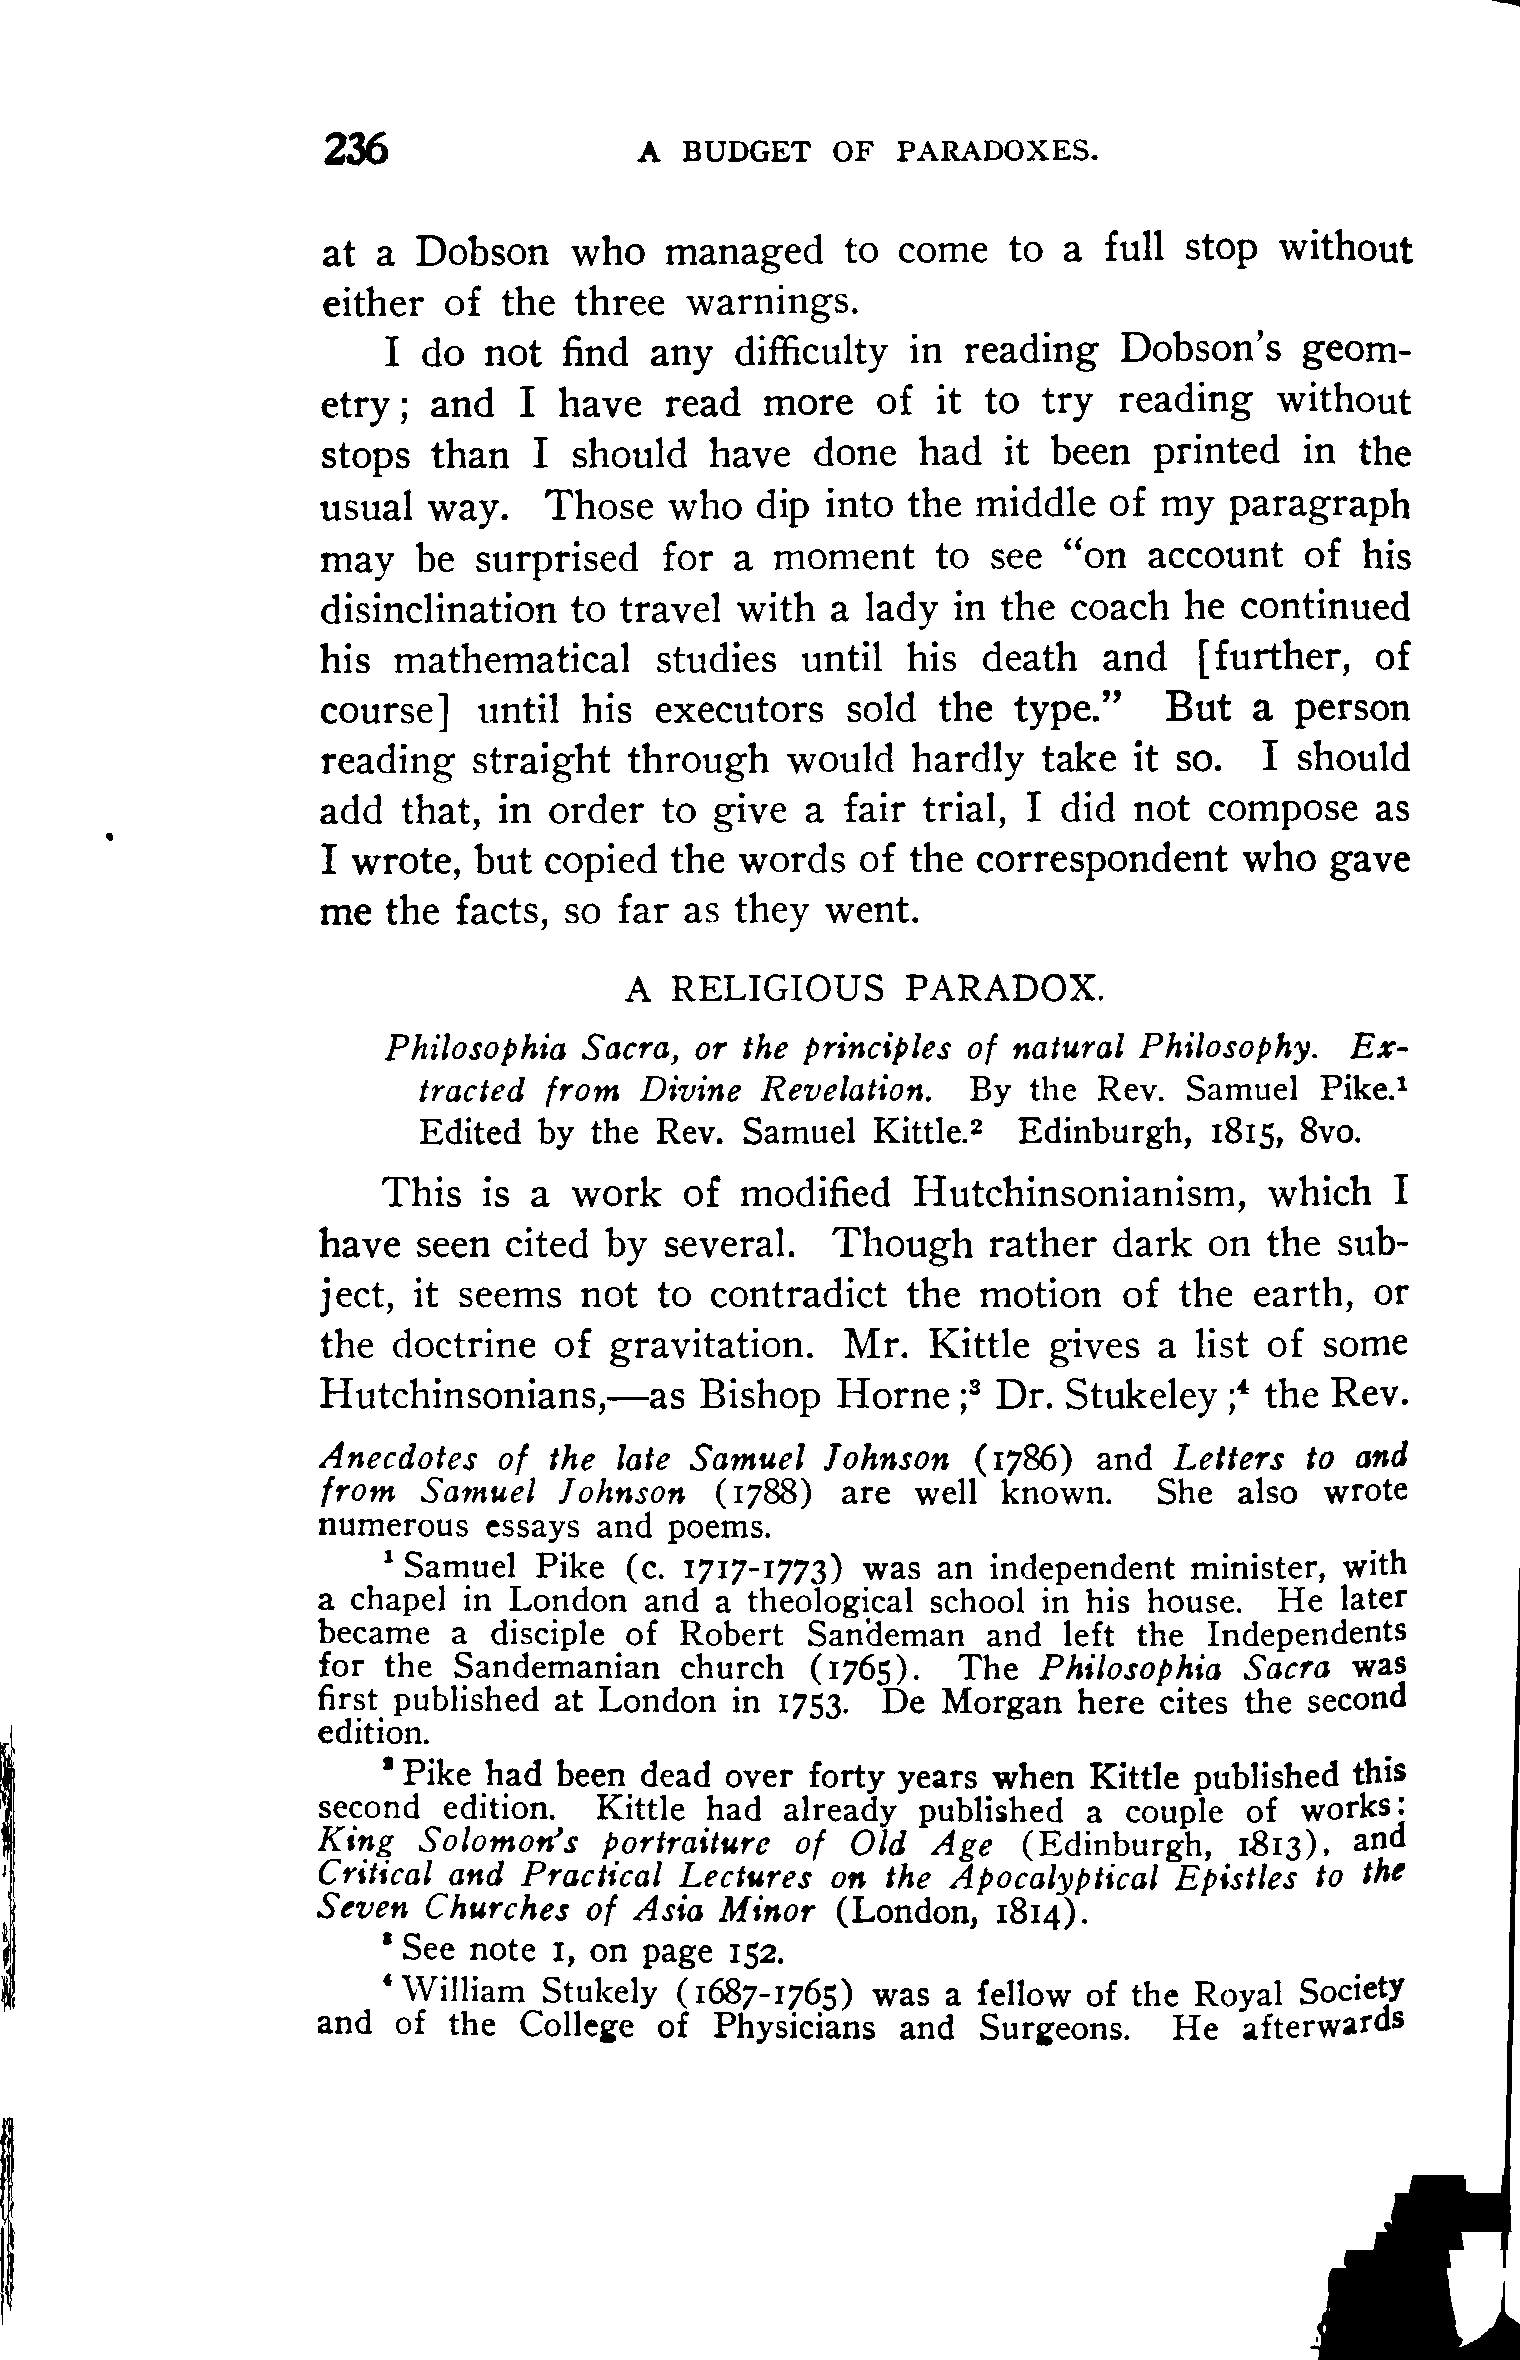 236 A BUDGET OF PARADOXES.
at a Dobson who managed to come to a full stop without
either of the three warnings.
I do not find any difficulty in reading Dobson's geom-
etry; and I have read more of it to try reading without
stops than I should have done had it been printed in the
usual way. Those who dip into the middle of my paragraph
may be surprised for a moment to see “on account of his
disinclination to travel with a lady in the coach he continued
his mathematical studies until his death and [further, of
course] until his executors sold the type.” But a person
reading straight through would hardly take it so. I should
add that, in order to give a fair trial, I did not compose as
I wrote, but copied the words of the correspondent who gave
me the facts, so far as they went.
A RELIGIOUS PARADOX.
Philosophia Sacra, or the principles of natural Philosophy. Ex-
tracted from Divine Revelation. By the Rev. Samuel Pike.¹
Edited by the Rev. Samuel Kittle.² Edinburgh, 1815, 8vo.
This is a work of modified Hutchinsonianism, which I
have seen cited by several. Though rather dark on the sub-
ject, it seems not to contradict the motion of the earth, or
the doctrine of gravitation. Mr. Kittle gives a list of some
Hutchinsonians,—as Bishop Horne;³ Dr. Stukeley;⁴ the Rev.
Anecdotes of the late Samuel Johnson (1786) and Letters to and
from Samuel Johnson (1788) are well known. She also wrote
numerous essays and poems.
¹ Samuel Pike (c. 1717-1773) was an independent minister, with
a chapel in London and a theological school in his house. He later
became a disciple of Robert Sandeman and left the Independents
for the Sandemanian church (1765). The Philosophia Sacra was
first published at London in 1753. De Morgan here cites the second
edition.
² Pike had been dead over forty years when Kittle published this
second edition. Kittle had already published a couple of works:
King Solomon's portraiture of Old Age (Edinburgh, 1813), and
Critical and Practical Lectures on the Apocalyptical Epistles to the
Seven Churches of Asia Minor (London, 1814).
³ See note 1, on page 152.
⁴ William Stukely (1687-1765) was a fellow of the Royal Society
and of the College of Physicians and Surgeons. He afterwards